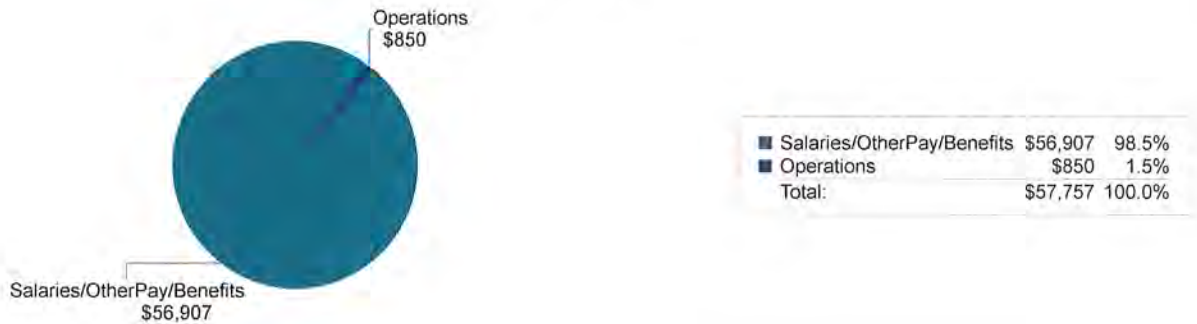 Operations
$850
Salaries/OtherPay/Benefits
$56,907
Salaries/OtherPay/Benefits $56,907 98.5%
Operations $850 1.5%
Total: $57,757 100.0%